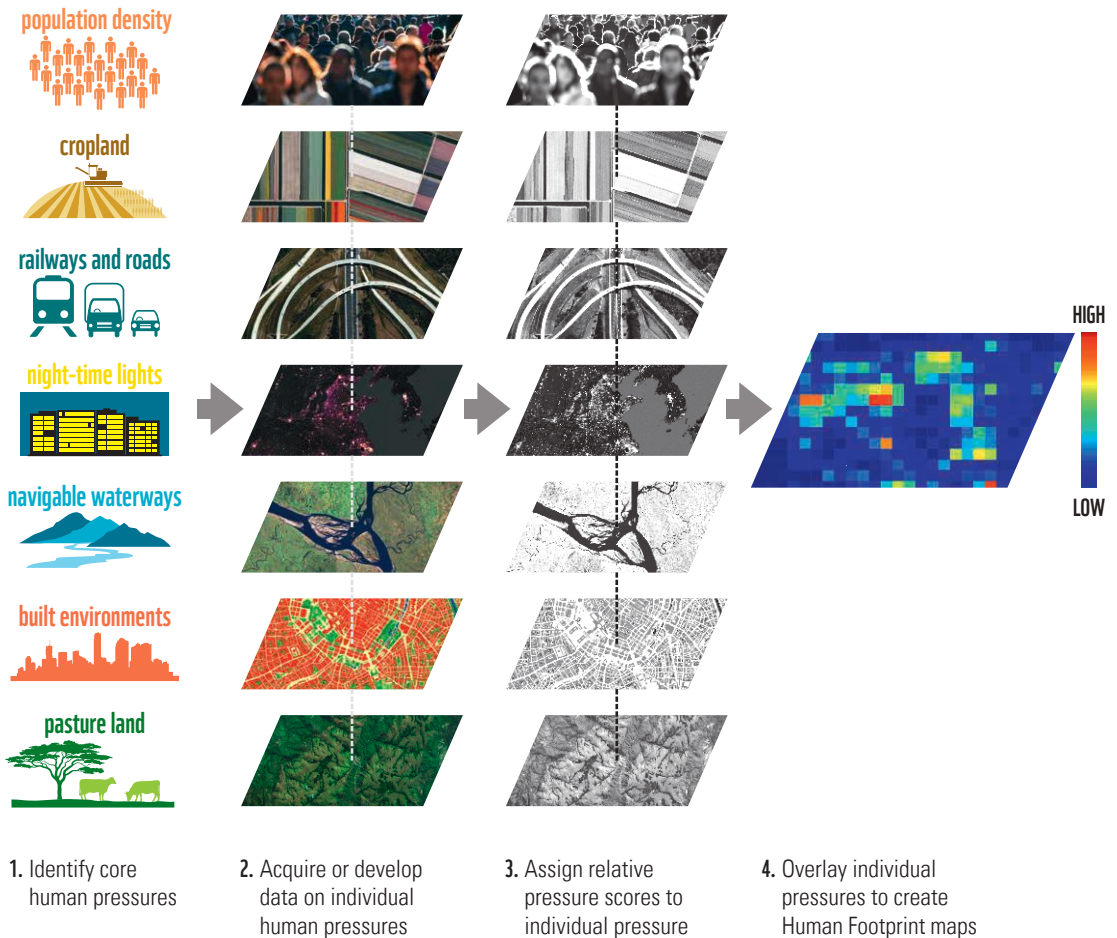 population density
cropland
railways and roads
night-time lights
navigable waterways
built environments
pasture land
HIGH
LOW
1. Identify core
human pressures
2. Acquire or develop
data on individual
human pressures
3. Assign relative
pressure scores to
individual pressure
4. Overlay individual
pressures to create
Human Footprint maps